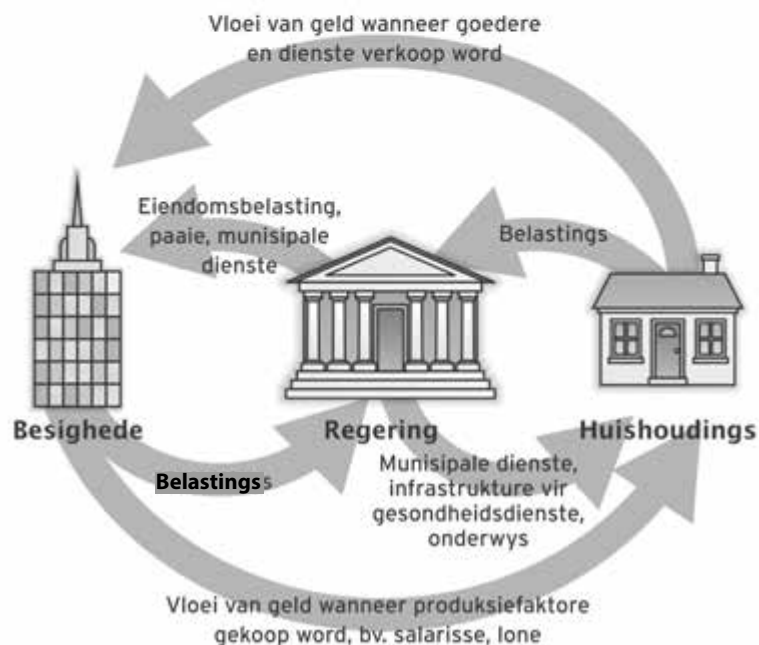 Vloei van geld wanneer goedere
en dienste verkoop word
Eiendomsbelasting,
paaie, munisipale
dienste
Belastings
Besighede
Regering
Huishoudings
Belastings
Munisipale dienste,
infrastrukture vir
gesondheidsdienste,
onderwys
Vloei van geld wanneer produksiefaktore
gekoop word, bv. salarisse, lone